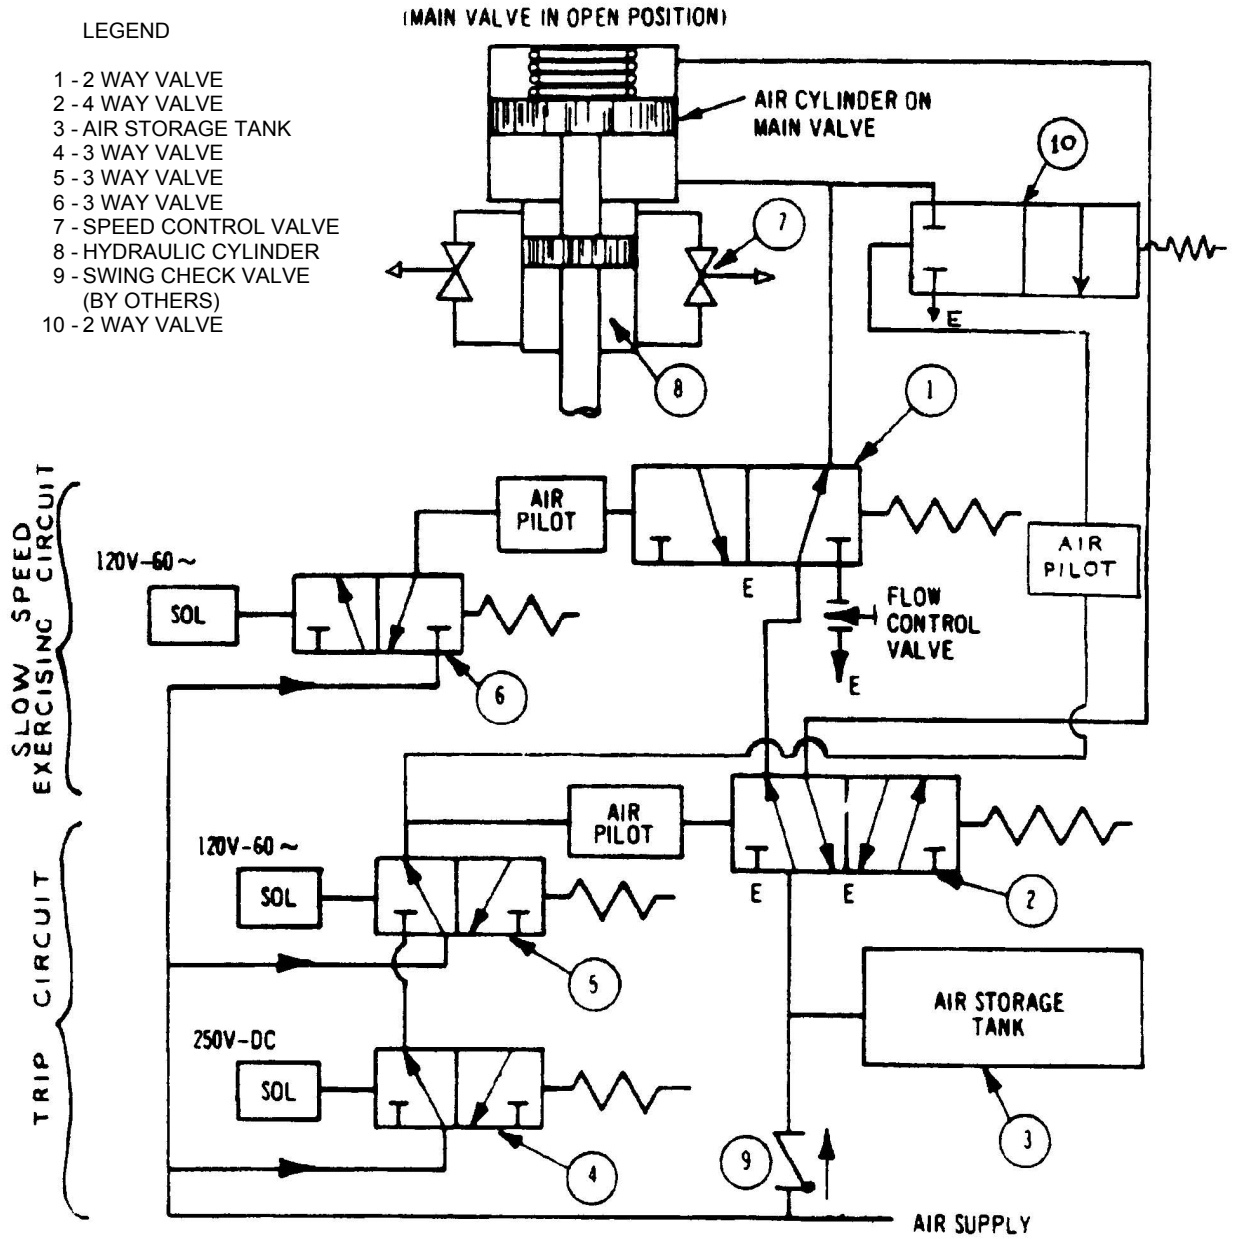 (MAIN VALVE IN OPEN POSITION)
LEGEND
1 - 2 WAY VALVE
2 - 4 WAY VALVE
3 - AIR STORAGE TANK
4 - 3 WAY VALVE
5 - 3 WAY VALVE
6 - 3 WAY VALVE
7 - SPEED CONTROL VALVE
8 - HYDRAULIC CYLINDER
9 - SWING CHECK VALVE
(BY OTHERS)
10 - 2 WAY VALVE
AIR CYLINDER ON
MAIN VALVE
10
7
E
8
1
SLOW SPEED
EXERCISING CIRCUIT
AIR
PILOT
120V-60~
SOL
E
AIR
PILOT
FLOW
CONTROL
VALVE
E
6
AIR
PILOT
120V-60~
SOL
E
E
2
TRIP CIRCUIT
5
AIR STORAGE
TANK
250V-DC
SOL
3
4
9
AIR SUPPLY